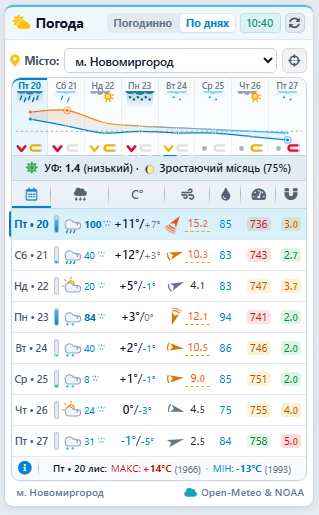 Погода Погодинно По днях 10:40
Місто: м. Новомиргород
Пт 20 Сб 21 Нд 22 Пн 23 Вт 24 Ср 25 Чт 26 Пт 27
УФ: 1.4 (низький) · Зростаючий місяць (75%)
C°
Пт • 20 100 +11°/+7° 15.2 85 736 3.0
Сб • 21 40 +12°/+3° 10.3 83 743 2.7
Нд • 22 20 +5°/-1° 4.1 83 747 3.7
Пн • 23 84 +3°/0° 12.1 94 741 2.0
Вт • 24 40 +2°/-1° 10.5 86 746 2.0
Ср • 25 8 +1°/-1° 9.0 85 751 2.0
Чт • 26 24 0°/-3° 4.5 75 755 4.0
Пт • 27 31 -1°/-5° 2.5 84 758 5.0
Пт • 20 лис: МАКС: +14°C (1966) · МІН: -13°C (1993)
м. Новомиргород Open-Meteo & NOAA